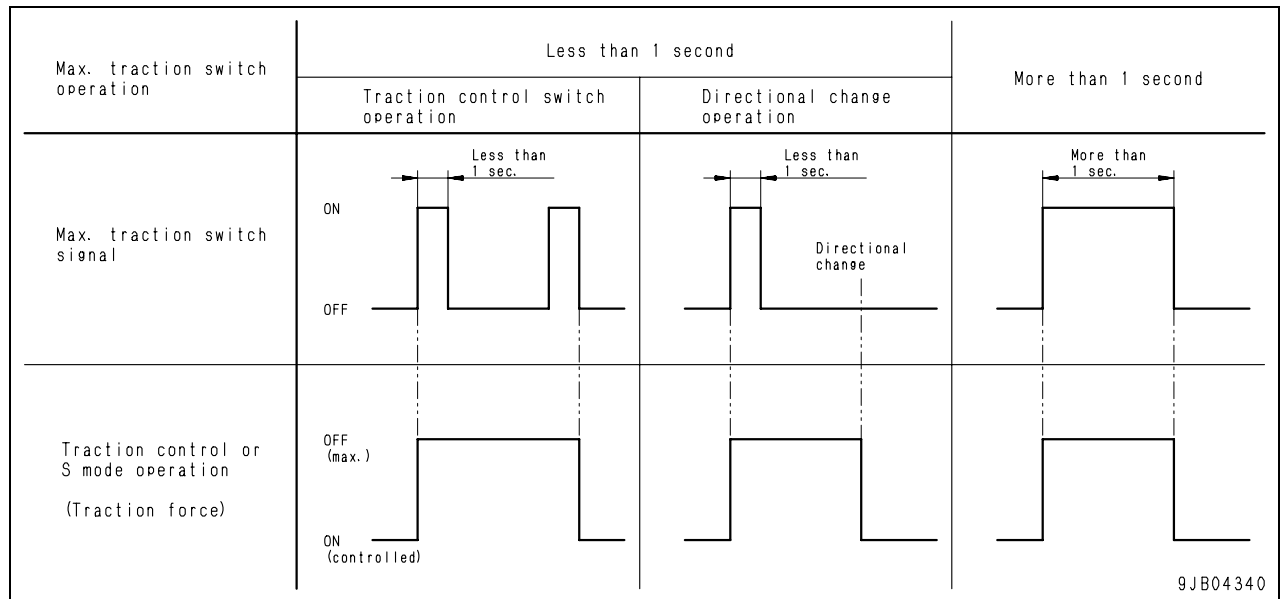 Max. traction switch
operation
Less than 1 second
Traction control switch
operation
Directional change
operation
More than 1 second
Max. traction switch
signal
ON
OFF
Less than
1 sec.
Less than
1 sec.
Directional
change
More than
1 sec.
Traction control or
S mode operation
(Traction force)
OFF
(max.)
ON
(controlled)
9JB04340